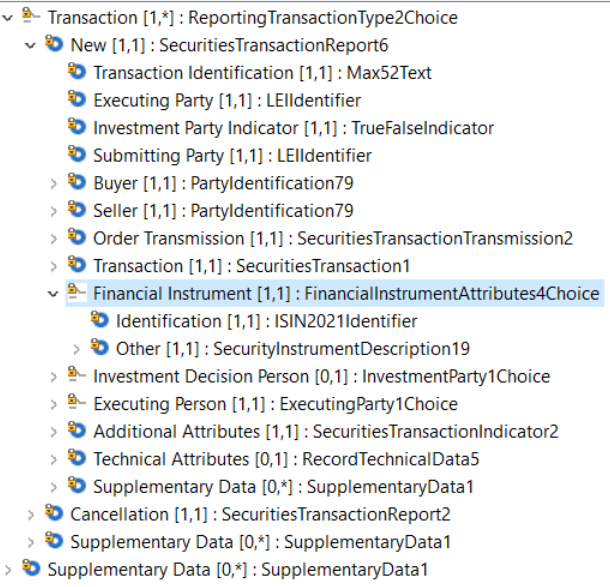 Transaction [1,*] : ReportingTransactionType2Choice
New [1,1] : SecuritiesTransactionReport6
Transaction Identification [1,1] : Max52Text
Executing Party [1,1] : LEIIdentifier
Investment Party Indicator [1,1] : TrueFalseIndicator
Submitting Party [1,1] : LEIIdentifier
Buyer [1,1] : PartyIdentification79
Seller [1,1] : PartyIdentification79
Order Transmission [1,1] : SecuritiesTransactionTransmission2
Transaction [1,1] : SecuritiesTransaction1
Financial Instrument [1,1] : FinancialInstrumentAttributes4Choice
Identification [1,1] : ISIN2021Identifier
Other [1,1] : SecurityInstrumentDescription19
Investment Decision Person [0,1] : InvestmentParty1Choice
Executing Person [1,1] : ExecutingParty1Choice
Additional Attributes [1,1] : SecuritiesTransactionIndicator2
Technical Attributes [0,1] : RecordTechnicalData5
Supplementary Data [0,*] : SupplementaryData1
Cancellation [1,1] : SecuritiesTransactionReport2
Supplementary Data [0,*] : SupplementaryData1
Supplementary Data [0,*] : SupplementaryData1